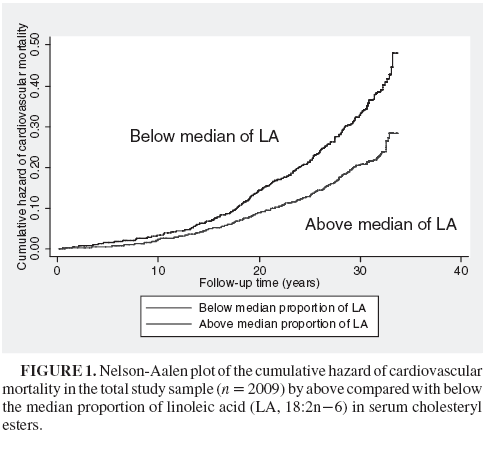 Cumulative hazard of cardiovascular mortality
0.50
0.40
0.30
0.20
0.10
0.00
Below median of LA
Above median of LA
0 10 20 30 40
Follow-up time (years)
Below median proportion of LA
Above median proportion of LA
FIGURE 1. Nelson-Aalen plot of the cumulative hazard of cardiovascular
mortality in the total study sample (n = 2009) by above compared with below
the median proportion of linoleic acid (LA, 18:2n−6) in serum cholesteryl
esters.